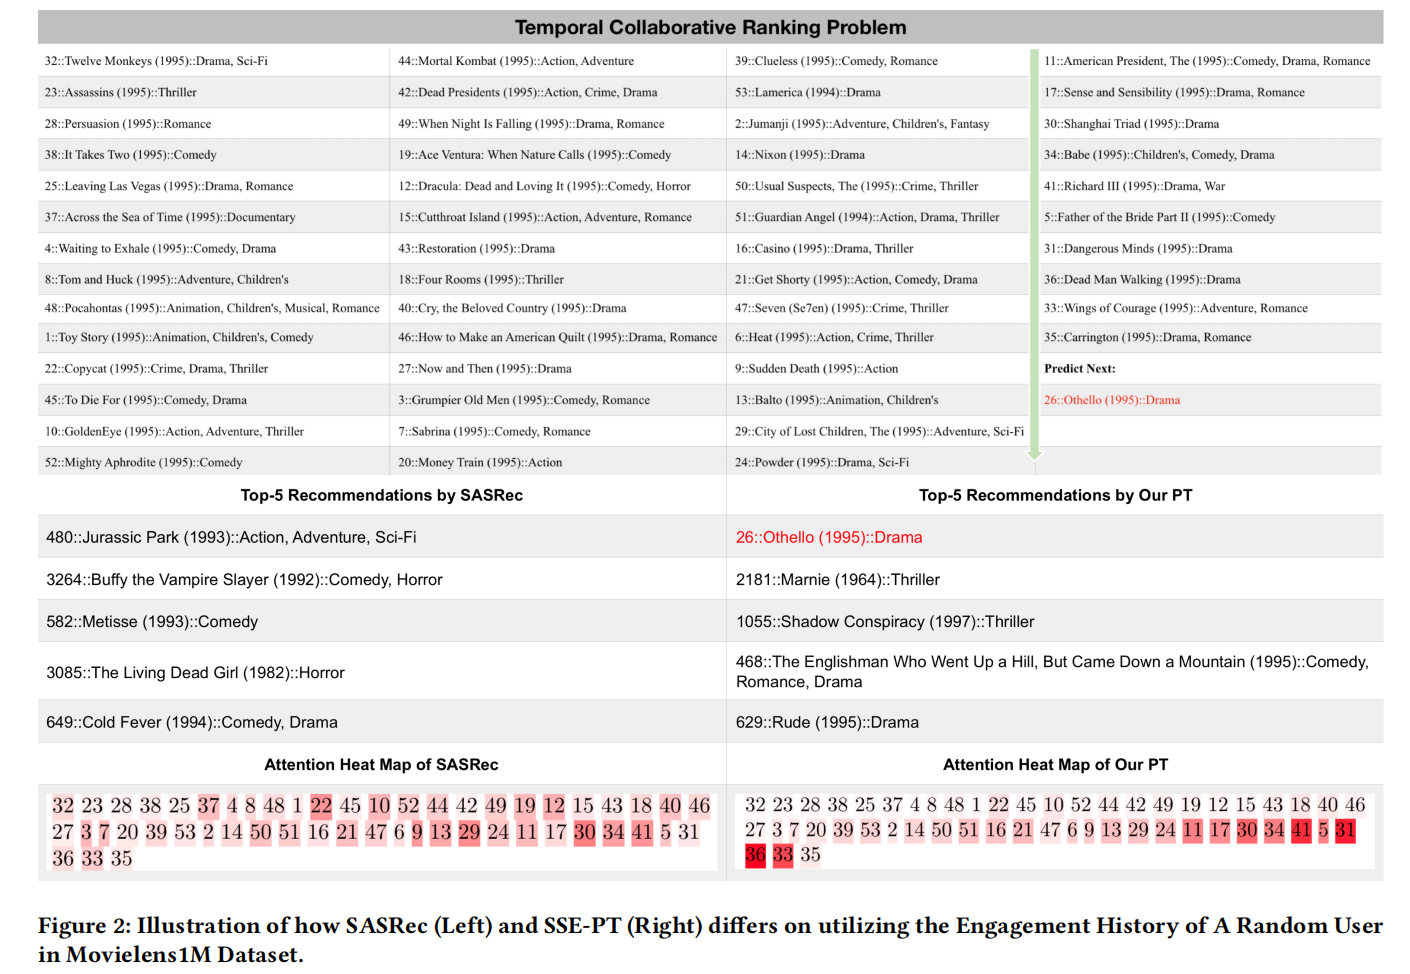 Temporal Collaborative Ranking Problem
32::Twelve Monkeys (1995)::Drama, Sci-Fi
23::Assassins (1995)::Thriller
28::Persuasion (1995)::Romance
38::It Takes Two (1995)::Comedy
25::Leaving Las Vegas (1995)::Drama, Romance
37::Across the Sea of Time (1995)::Documentary
4::Waiting to Exhale (1995)::Comedy, Drama
8::Tom and Huck (1995)::Adventure, Children's
48::Pocahontas (1995)::Animation, Children's, Musical, Romance
1::Toy Story (1995)::Animation, Children's, Comedy
22::Copycat (1995)::Crime, Drama, Thriller
45::To Die For (1995)::Comedy, Drama
10::GoldenEye (1995)::Action, Adventure, Thriller
52::Mighty Aphrodite (1995)::Comedy
44::Mortal Kombat (1995)::Action, Adventure
42::Dead Presidents (1995)::Action, Crime, Drama
49::When Night Is Falling (1995)::Drama, Romance
19::Ace Ventura: When Nature Calls (1995)::Comedy
12::Dracula: Dead and Loving It (1995)::Comedy, Horror
15::Cutthroat Island (1995)::Action, Adventure, Romance
43::Restoration (1995)::Drama
18::Four Rooms (1995)::Thriller
40::Cry, the Beloved Country (1995)::Drama
46::How to Make an American Quilt (1995)::Drama, Romance
27::Now and Then (1995)::Drama
3::Grumpier Old Men (1995)::Comedy, Romance
7::Sabrina (1995)::Comedy, Romance
20::Money Train (1995)::Action
39::Clueless (1995)::Comedy, Romance
53::Lamerica (1994)::Drama
2::Jumanji (1995)::Adventure, Children's, Fantasy
14::Nixon (1995)::Drama
50::Usual Suspects, The (1995)::Crime, Thriller
51::Guardian Angel (1994)::Action, Drama, Thriller
16::Casino (1995)::Drama, Thriller
21::Get Shorty (1995)::Action, Comedy, Drama
47::Seven (Se7en) (1995)::Crime, Thriller
6::Heat (1995)::Action, Crime, Thriller
9::Sudden Death (1995)::Action
13::Balto (1995)::Animation, Children's
29::City of Lost Children, The (1995)::Adventure, Sci-Fi
24::Powder (1995)::Drama, Sci-Fi
11::American President, The (1995)::Comedy, Drama, Romance
17::Sense and Sensibility (1995)::Drama, Romance
30::Shanghai Triad (1995)::Drama
34::Babe (1995)::Children's, Comedy, Drama
41::Richard III (1995)::Drama, War
5::Father of the Bride Part II (1995)::Comedy
31::Dangerous Minds (1995)::Drama
36::Dead Man Walking (1995)::Drama
33::Wings of Courage (1995)::Adventure, Romance
35::Carrington (1995)::Drama, Romance
Predict Next:
26::Othello (1995)::Drama
Top-5 Recommendations by SASRec
480::Jurassic Park (1993)::Action, Adventure, Sci-Fi
3264::Buffy the Vampire Slayer (1992)::Comedy, Horror
582::Metisse (1993)::Comedy
3085::The Living Dead Girl (1982)::Horror
649::Cold Fever (1994)::Comedy, Drama
Top-5 Recommendations by Our PT
26::Othello (1995)::Drama
2181::Marnie (1964)::Thriller
1055::Shadow Conspiracy (1997)::Thriller
468::The Englishman Who Went Up a Hill, But Came Down a Mountain (1995)::Comedy,
Romance, Drama
629::Rude (1995)::Drama
Attention Heat Map of SASRec
32 23 28 38 25 37 4 8 48 1 22 45 10 52 44 42 49 19 12 15 43 18 40 46
27 3 7 20 39 53 2 14 50 51 16 21 47 6 9 13 29 24 11 17 30 34 41 5 31
36 33 35
Attention Heat Map of Our PT
32 23 28 38 25 37 4 8 48 1 22 45 10 52 44 42 49 19 12 15 43 18 40 46
27 3 7 20 39 53 2 14 50 51 16 21 47 6 9 13 29 24 11 17 30 34 41 5 31
36 33 35
Figure 2: Illustration of how SASRec (Left) and SSE-PT (Right) differs on utilizing the Engagement History of A Random User
in Movielens1M Dataset.